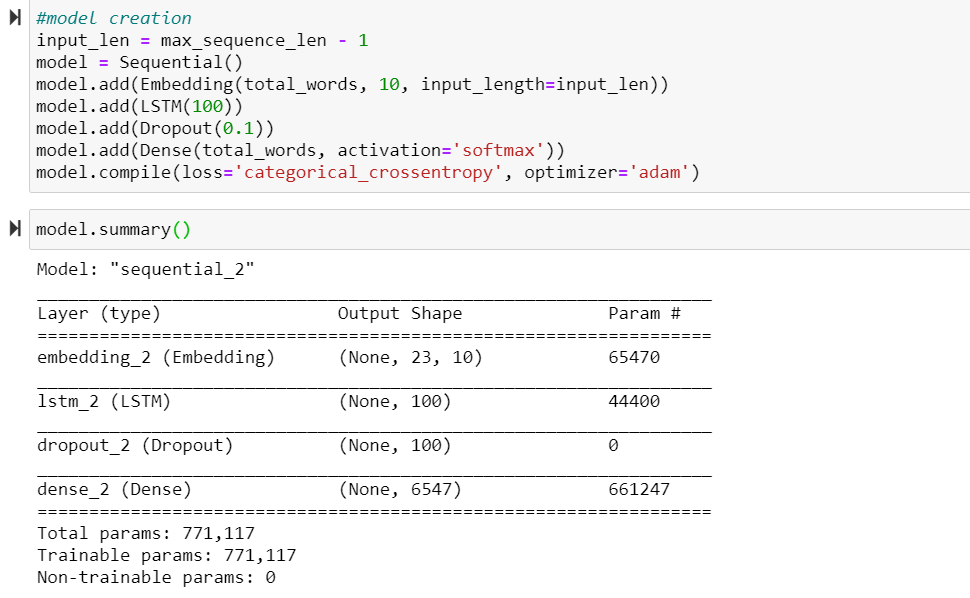 #model creation
input_len = max_sequence_len - 1
model = Sequential()
model.add(Embedding(total_words, 10, input_length=input_len))
model.add(LSTM(100))
model.add(Dropout(0.1))
model.add(Dense(total_words, activation='softmax'))
model.compile(loss='categorical_crossentropy', optimizer='adam')
model.summary()
Model: "sequential_2"
_________________________________________________________________
Layer (type)                 Output Shape              Param #
=================================================================
embedding_2 (Embedding)      (None, 23, 10)            65470
_________________________________________________________________
lstm_2 (LSTM)                (None, 100)               44400
_________________________________________________________________
dropout_2 (Dropout)          (None, 100)               0
_________________________________________________________________
dense_2 (Dense)              (None, 6547)              661247
=================================================================
Total params: 771,117
Trainable params: 771,117
Non-trainable params: 0